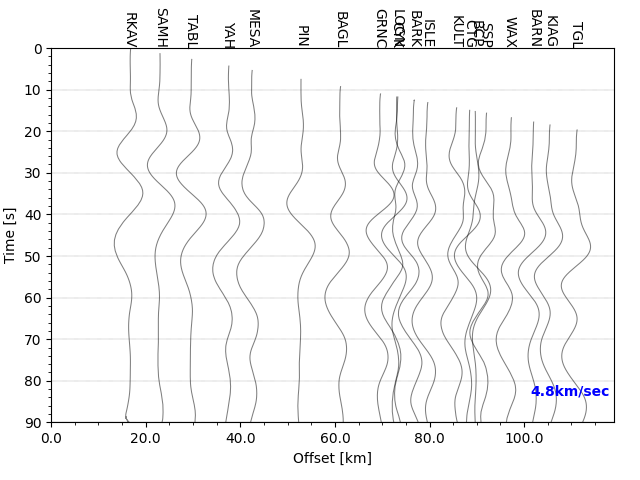 RKAV
SAMH
TABL
YAH
MESA
PIN
BAGL
GRNC
BARK
ISLE
KULT
SSP
WAX
BARN
KIAG
TGL
0
10
20
30
40
50
60
70
80
90
Time [s]
4.8km/sec
0.0 20.0 40.0 60.0 80.0 100.0
Offset [km]